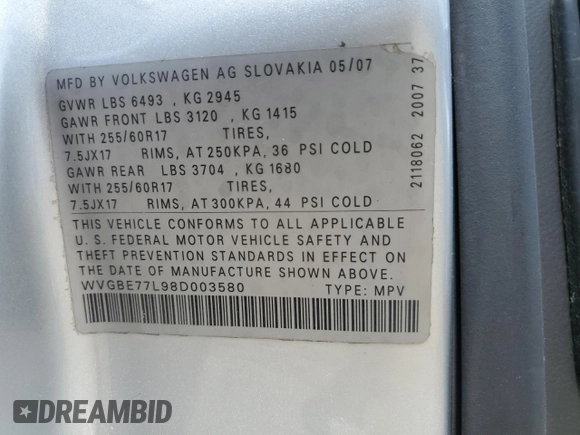 MFD BY VOLKSWAGEN AG SLOVAKIA 05/07
GVWR LBS 6493 , KG 2945
GAWR FRONT LBS 3120 , KG 1415
WITH 255/60R17 TIRES,
7.5JX17 RIMS, AT 250KPA, 36 PSI COLD
GAWR REAR LBS 3704 , KG 1680
WITH 255/60R17 TIRES,
7.5JX17 RIMS, AT 300KPA, 44 PSI COLD
THIS VEHICLE CONFORMS TO ALL APPLICABLE
U. S. FEDERAL MOTOR VEHICLE SAFETY AND
THEFT PREVENTION STANDARDS IN EFFECT ON
THE DATE OF MANUFACTURE SHOWN ABOVE.
WVGBE77L98D003580 TYPE: MPV
2118062 2007 37
DREAMBID